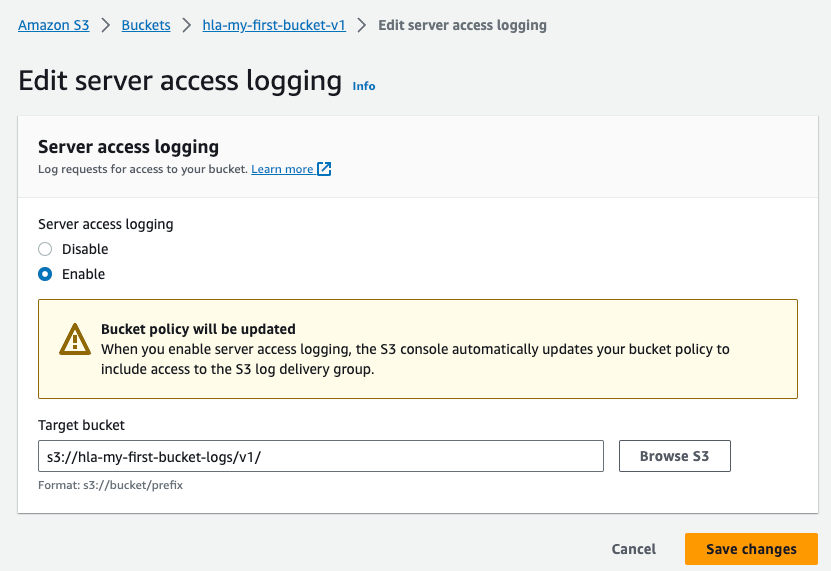 Amazon S3 > Buckets > hla-my-first-bucket-v1 > Edit server access logging
Edit server access logging Info
Server access logging
Log requests for access to your bucket. Learn more
Server access logging
Disable
Enable
Bucket policy will be updated
When you enable server access logging, the S3 console automatically updates your bucket policy to
include access to the S3 log delivery group.
Target bucket
s3://hla-my-first-bucket-logs/v1/ Browse S3
Format: s3://bucket/prefix
Cancel Save changes